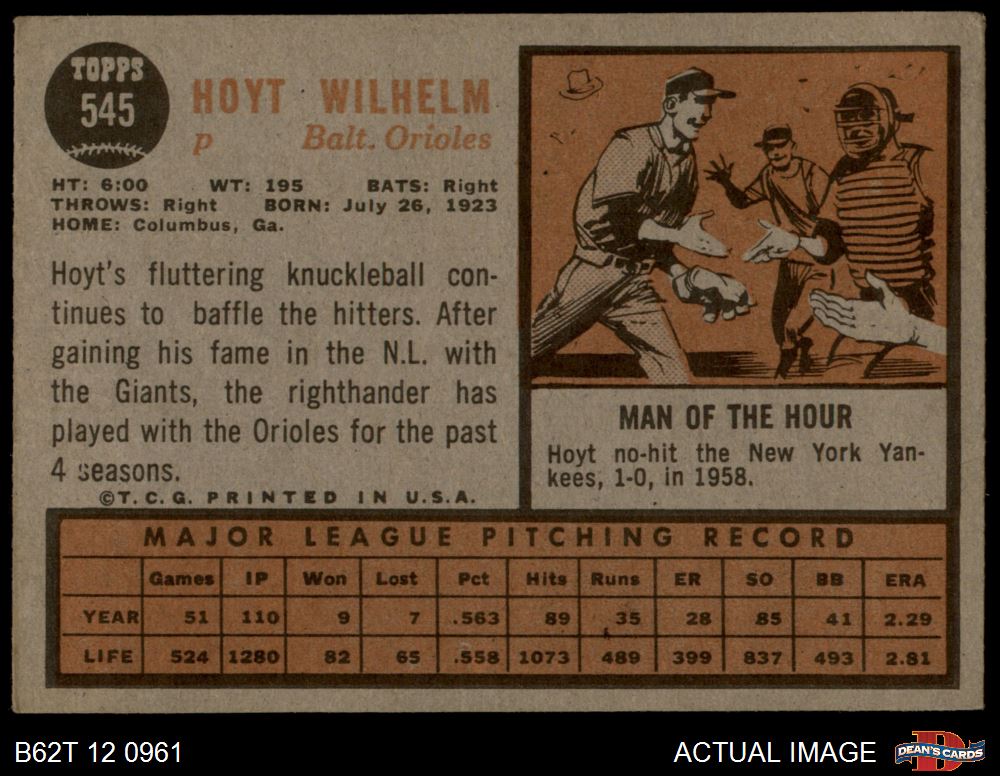 TOPPS
545
HOYT WILHELM
p Balt. Orioles
HT: 6:00 WT: 195 BATS: Right
THROWS: Right BORN: July 26, 1923
HOME: Columbus, Ga.
Hoyt's fluttering knuckleball con-
tinues to baffle the hitters. After
gaining his fame in the N.L. with
the Giants, the righthander has
played with the Orioles for the past
4 seasons.
©T.C.G. PRINTED IN U.S.A.
MAN OF THE HOUR
Hoyt no-hit the New York Yan-
kees, 1-0, in 1958.
MAJOR LEAGUE PITCHING RECORD
Games IP Won Lost Pct Hits Runs ER SO BB ERA
YEAR 51 110 9 7 .563 89 35 28 85 41 2.29
LIFE 524 1280 82 65 .558 1073 489 399 837 493 2.81
B62T 12 0961 ACTUAL IMAGE D DEAN'S CARDS